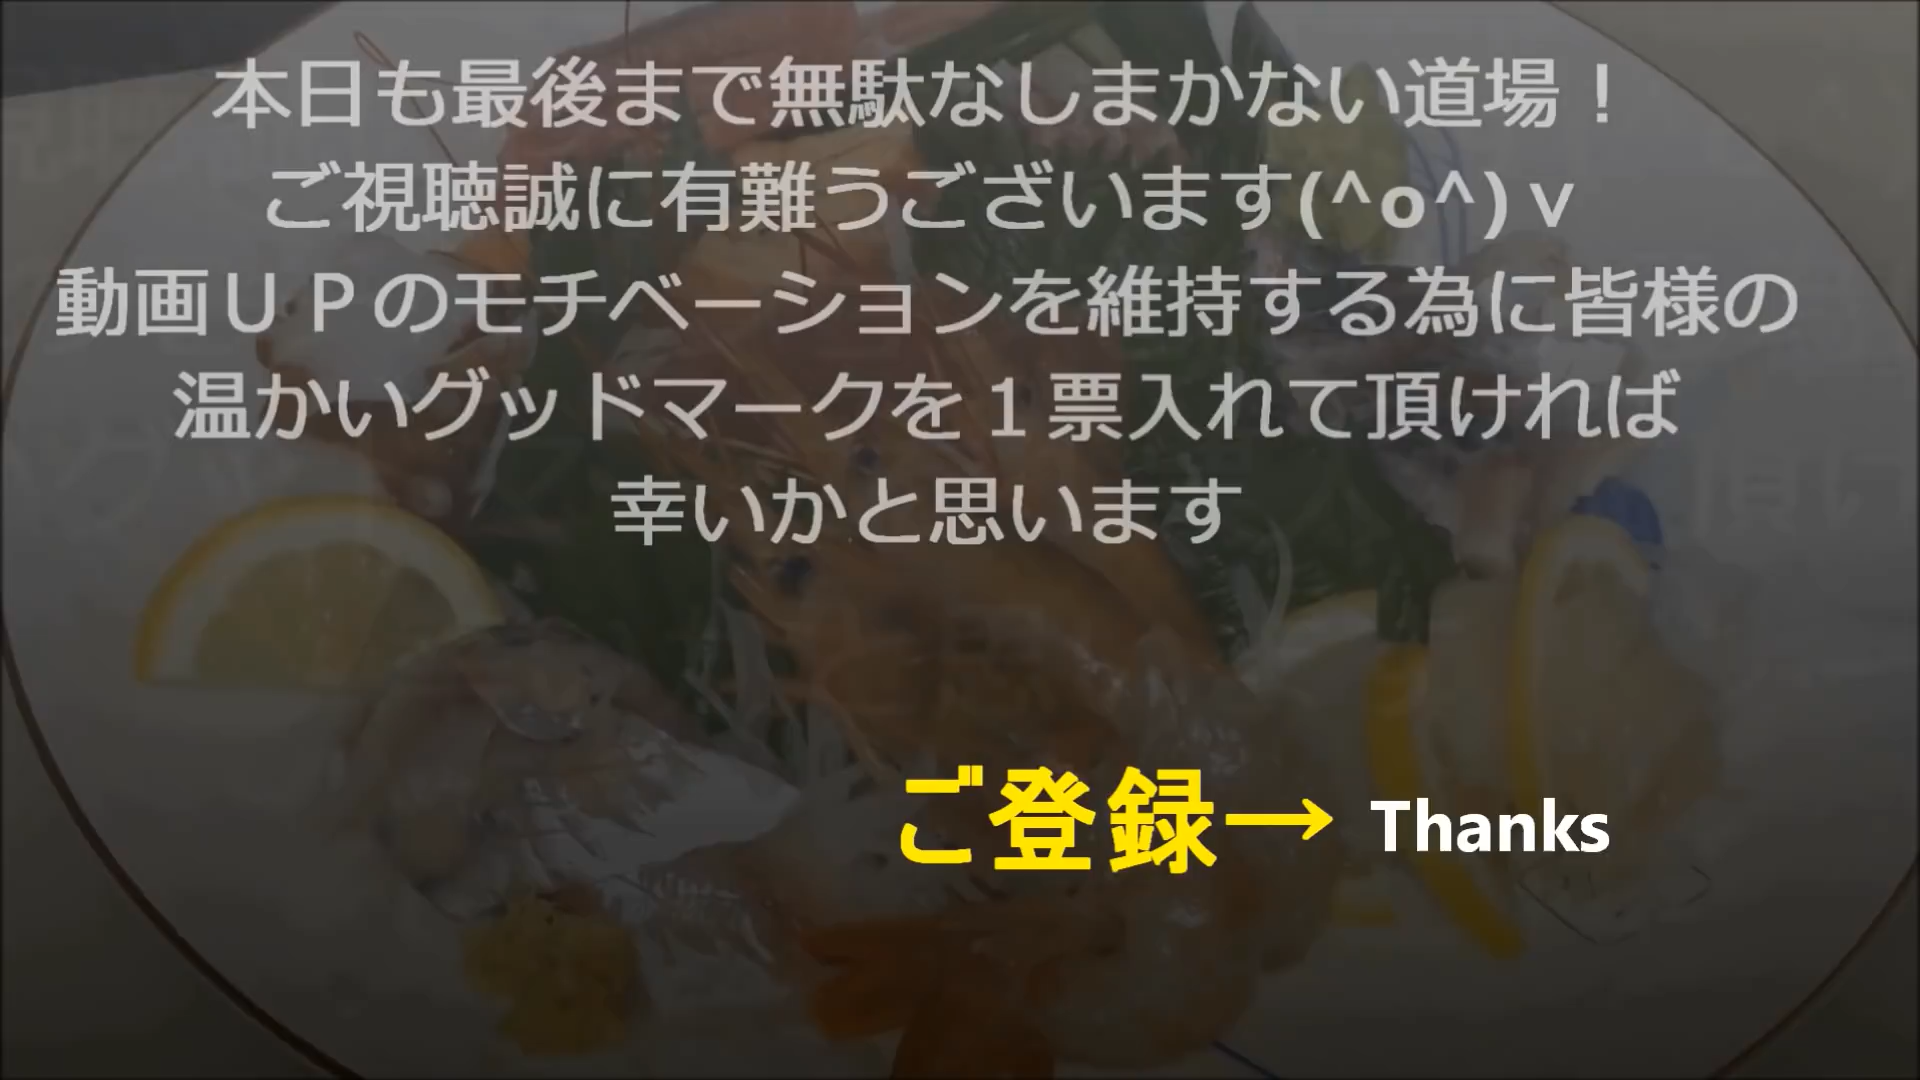 本日も最後まで無駄なしまかない道場！
ご視聴誠に有難うございます(^o^)ｖ
動画ＵＰのモチベーションを維持する為に皆様の
温かいグッドマークを１票入れて頂ければ
幸いかと思います
ご登録→ Thanks